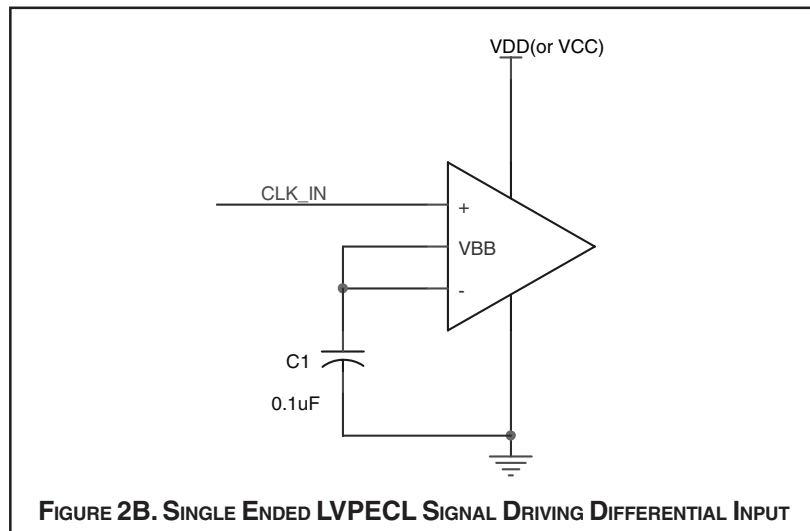 VDD(or VCC)
CLK_IN
+
VBB
-
C1
0.1uF
FIGURE 2B. SINGLE ENDED LVPECL SIGNAL DRIVING DIFFERENTIAL INPUT